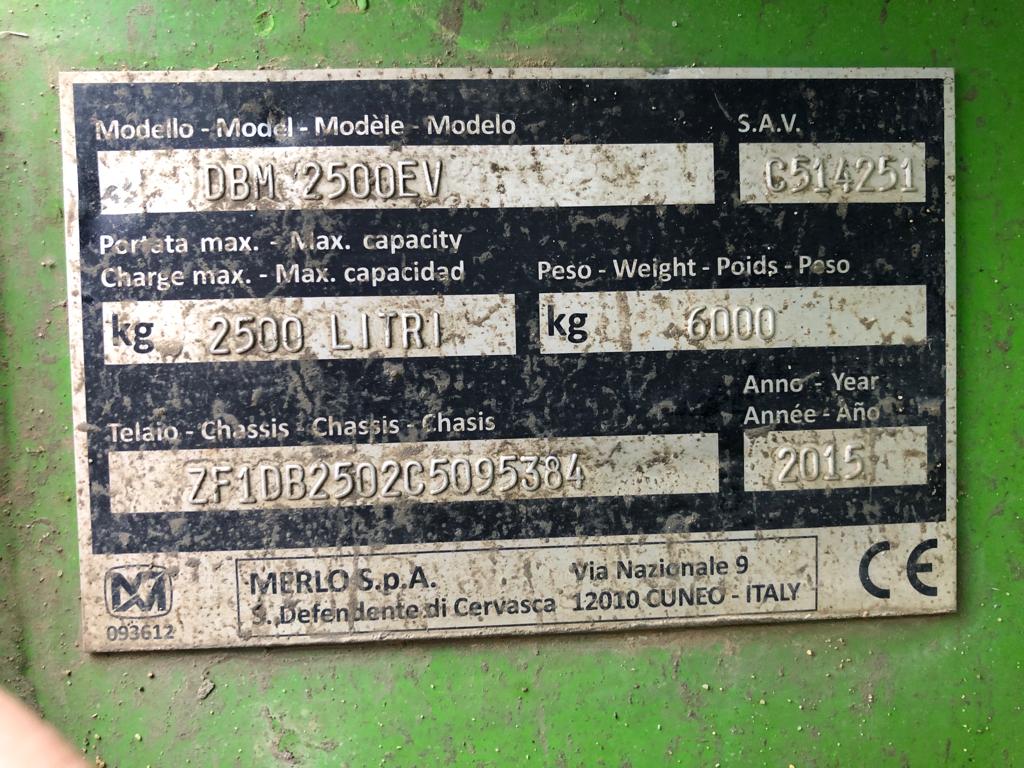 Modello - Model - Modèle - Modelo
S.A.V.
DBM 2500EV
C514251
Portata max. - Max. capacity
Charge max. - Max. capacidad
Peso - Weight - Poids - Peso
kg 2500 LITRI
kg 6000
Anno - Year
Année - Año
Telaio - Chassis - Chassis - Chasis
ZF1DB2502C5095384
2015
MERLO S.p.A.
Via Nazionale 9
S. Defendente di Cervasca
12010 CUNEO - ITALY
CE
093612